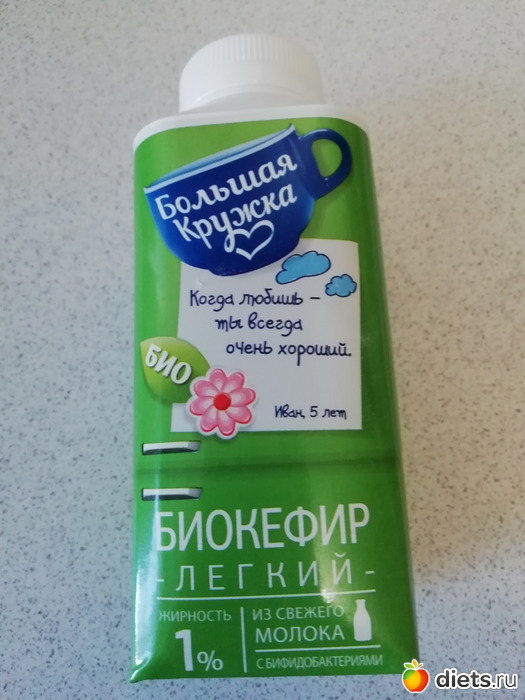 Большая
Кружка
Когда любишь –
ты всегда
очень хороший.
Иван, 5 лет
БИО
БИОКЕФИР
-ЛЕГКИЙ-
ЖИРНОСТЬ
1%
ИЗ СВЕЖЕГО
МОЛОКА
С БИФИДОБАКТЕРИЯМИ
diets.ru